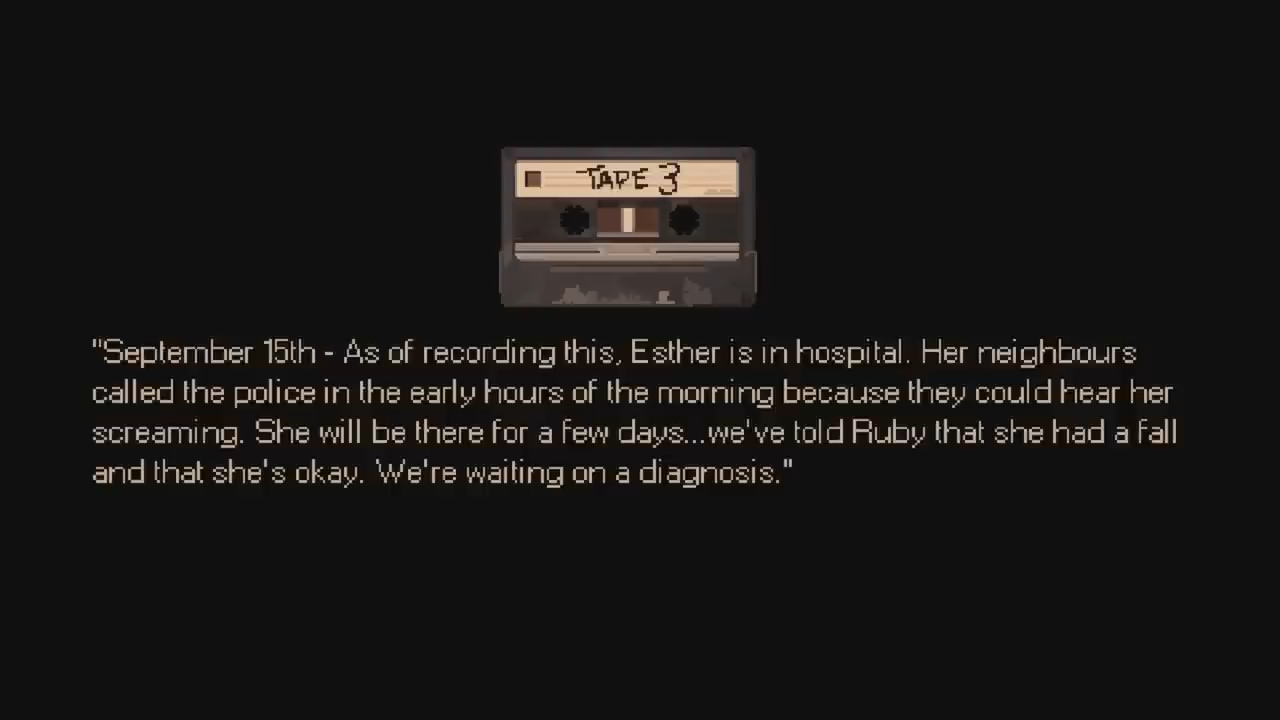 TAPE 3
"September 15th - As of recording this, Esther is in hospital. Her neighbours
called the police in the early hours of the morning because they could hear her
screaming. She will be there for a few days...we've told Ruby that she had a fall
and that she's okay. We're waiting on a diagnosis."